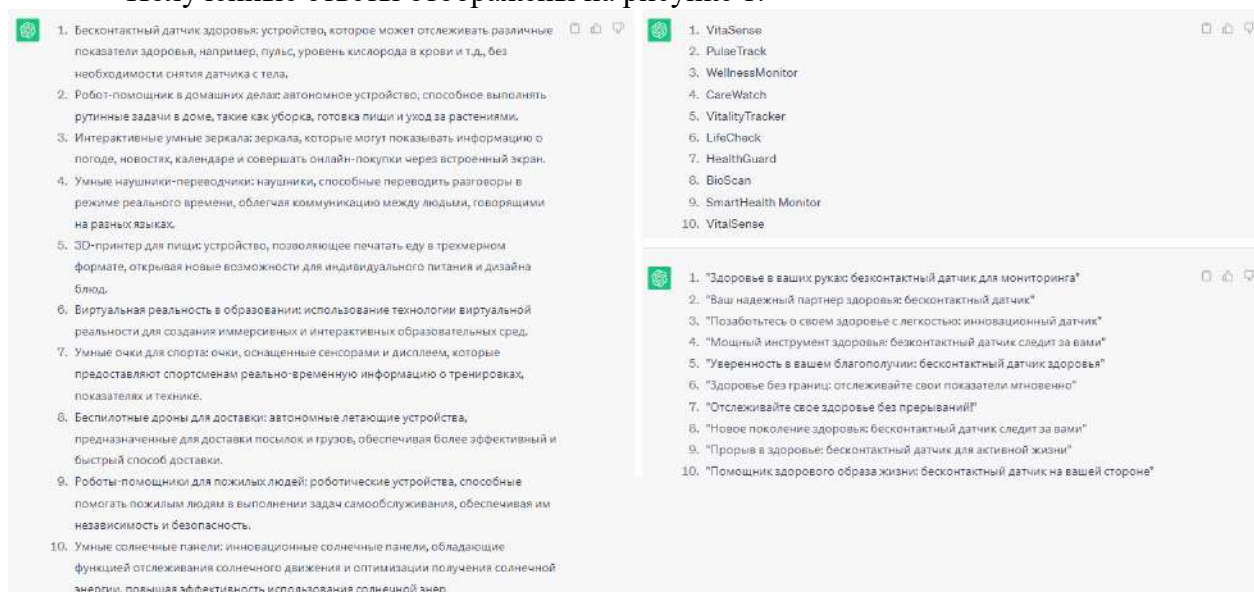 Полученные ответы отображены на рисунке 1.
1. Бесконтактный датчик здоровья: устройство, которое может отслеживать различные
показатели здоровья, например, пульс, уровень кислорода в крови и т.д., без
необходимости снятия датчика с тела.
2. Робот-помощник в домашних делах: автономное устройство, способное выполнять
рутинные задачи в доме, такие как уборка, готовка пищи и уход за растениями.
3. Интерактивные умные зеркала: зеркала, которые могут показывать информацию о
погоде, новостях, календаре и совершать онлайн-покупки через встроенный экран.
4. Умные наушники-переводчики: наушники, способные переводить разговоры в
режиме реального времени, облегчая коммуникацию между людьми, говорящими
на разных языках.
5. 3D-принтер для пищи: устройство, позволяющее печатать еду в трехмерном
формате, открывая новые возможности для индивидуального питания и дизайна
блюд.
6. Виртуальная реальность в образовании: использование технологии виртуальной
реальности для создания иммерсивных и интерактивных образовательных сред.
7. Умные очки для спорта: очки, оснащенные сенсорами и дисплеем, которые
предоставляют спортсменам реально-временную информацию о тренировках,
показателях и технике.
8. Беспилотные дроны для доставки: автономные летающие устройства,
предназначенные для доставки посылок и грузов, обеспечивая более эффективный и
быстрый способ доставки.
9. Роботы-помощники для пожилых людей: роботические устройства, способные
помогать пожилым людям в выполнении задач самообслуживания, обеспечивая им
независимость и безопасность.
10. Умные солнечные панели: инновационные солнечные панели, обладающие
функцией отслеживания солнечного движения и оптимизации получения солнечной
энергии, повышая эффективность использования солнечной энер
1. VitaSense
2. PulseTrack
3. WellnessMonitor
4. CareWatch
5. VitalityTracker
6. LifeCheck
7. HealthGuard
8. BioScan
9. SmartHealth Monitor
10. VitalSense
1. "Здоровье в ваших руках: безконтактный датчик для мониторинга"
2. "Ваш надежный партнер здоровья: бесконтактный датчик"
3. "Позаботьтесь о своем здоровье с легкостью: инновационный датчик"
4. "Мощный инструмент здоровья: безконтактный датчик следит за вами"
5. "Уверенность в вашем благополучии: бесконтактный датчик здоровья"
6. "Здоровье без границ: отслеживайте свои показатели мгновенно"
7. "Отслеживайте свое здоровье без прерываний!"
8. "Новое поколение здоровья: бесконтактный датчик следит за вами"
9. "Прорыв в здоровье: бесконтактный датчик для активной жизни"
10. "Помощник здорового образа жизни: бесконтактный датчик на вашей стороне"